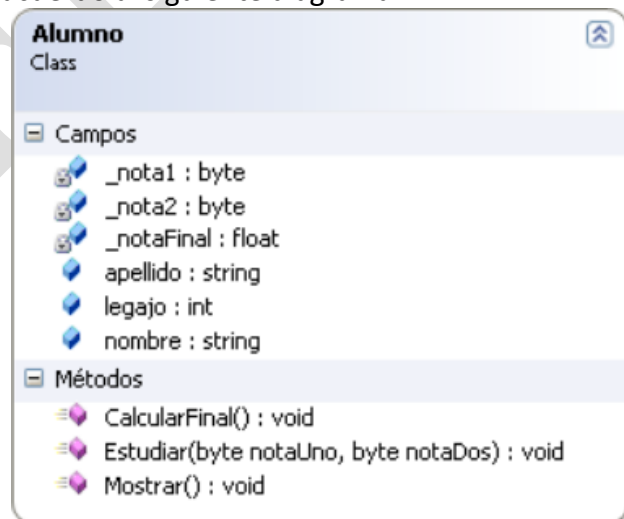 Alumno
Class
Campos
_nota1 : byte
_nota2 : byte
_notaFinal : float
apellido : string
legajo : int
nombre : string
Métodos
CalcularFinal() : void
Estudiar(byte notaUno, byte notaDos) : void
Mostrar() : void